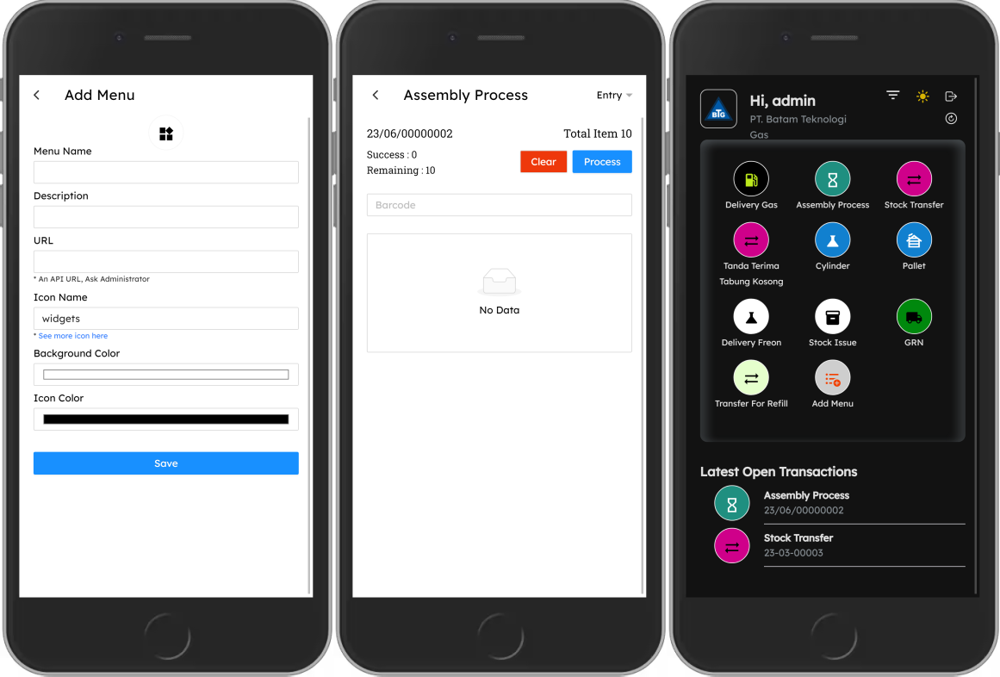 Add Menu
Menu Name
Description
URL
* An API URL, Ask Administrator
Icon Name
widgets
* See more icon here
Background Color
Icon Color
Save
Assembly Process
Entry
23/06/00000002
Total Item 10
Success : 0
Remaining : 10
Clear
Process
Barcode
No Data
BTG
Hi, admin
PT. Batam Teknologi
Gas
Delivery Gas
Assembly Process
Stock Transfer
Tanda Terima
Tabung Kosong
Cylinder
Pallet
Delivery Freon
Stock Issue
GRN
Transfer For Refill
Add Menu
Latest Open Transactions
Assembly Process
23/06/00000002
Stock Transfer
23-03-00003